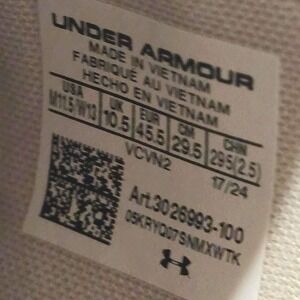 UNDER ARMOUR
MADE IN VIETNAM
FABRIQUÉ AU VIETNAM
HECHO EN VIETNAM
USA UK EUR CM CHN
M11.5/W13 10.5 45.5 29.5 295(2.5)
VCVN2 17/24
Art.3026993-100
05KRYQ07SNMXWTK